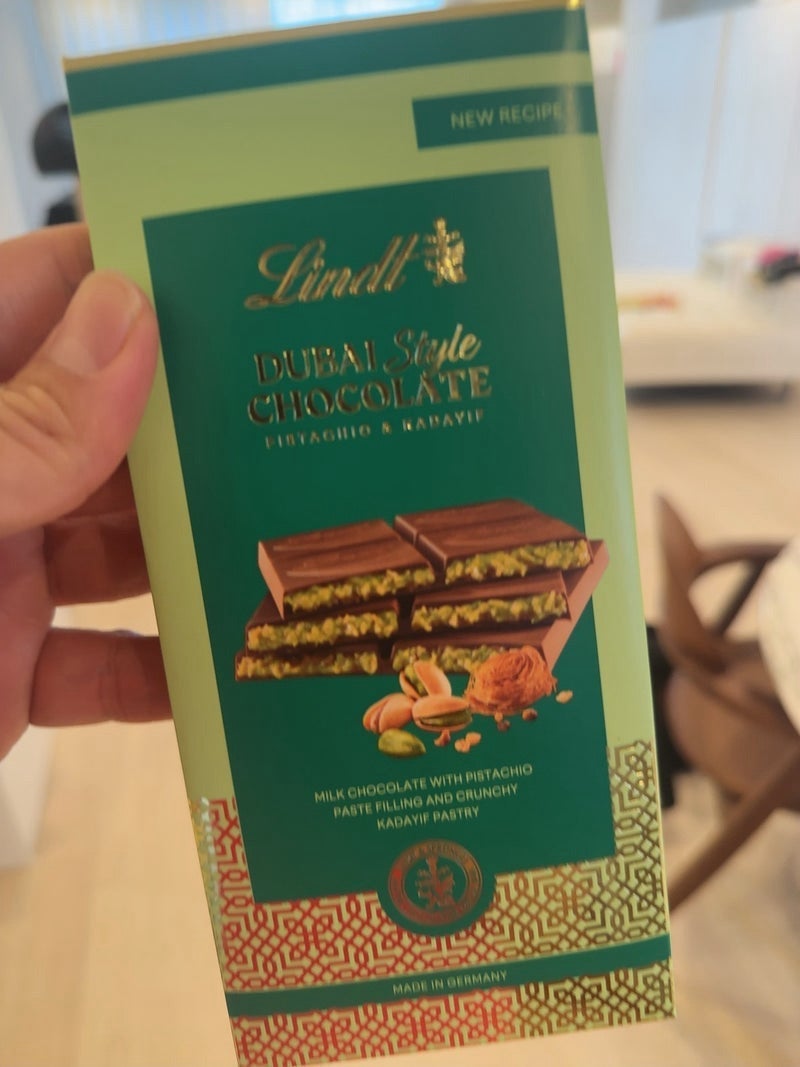 NEW RECIPE
Lindt
DUBAI Style
CHOCOLATE
PISTACHIO & KADAYIF
MILK CHOCOLATE WITH PISTACHIO
PASTE FILLING AND CRUNCHY
KADAYIF PASTRY
MADE IN GERMANY